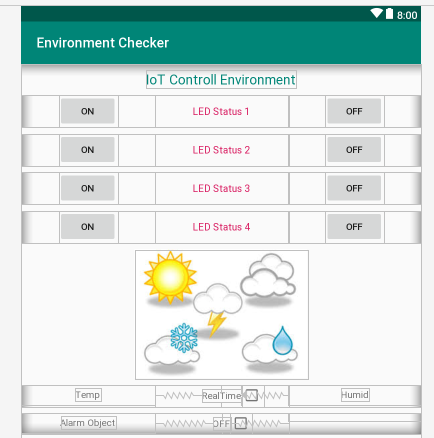 8:00
Environment Checker
IoT Controll Environment
ON LED Status 1 OFF
ON LED Status 2 OFF
ON LED Status 3 OFF
ON LED Status 4 OFF
Temp RealTime Humid
Alarm Object OFF